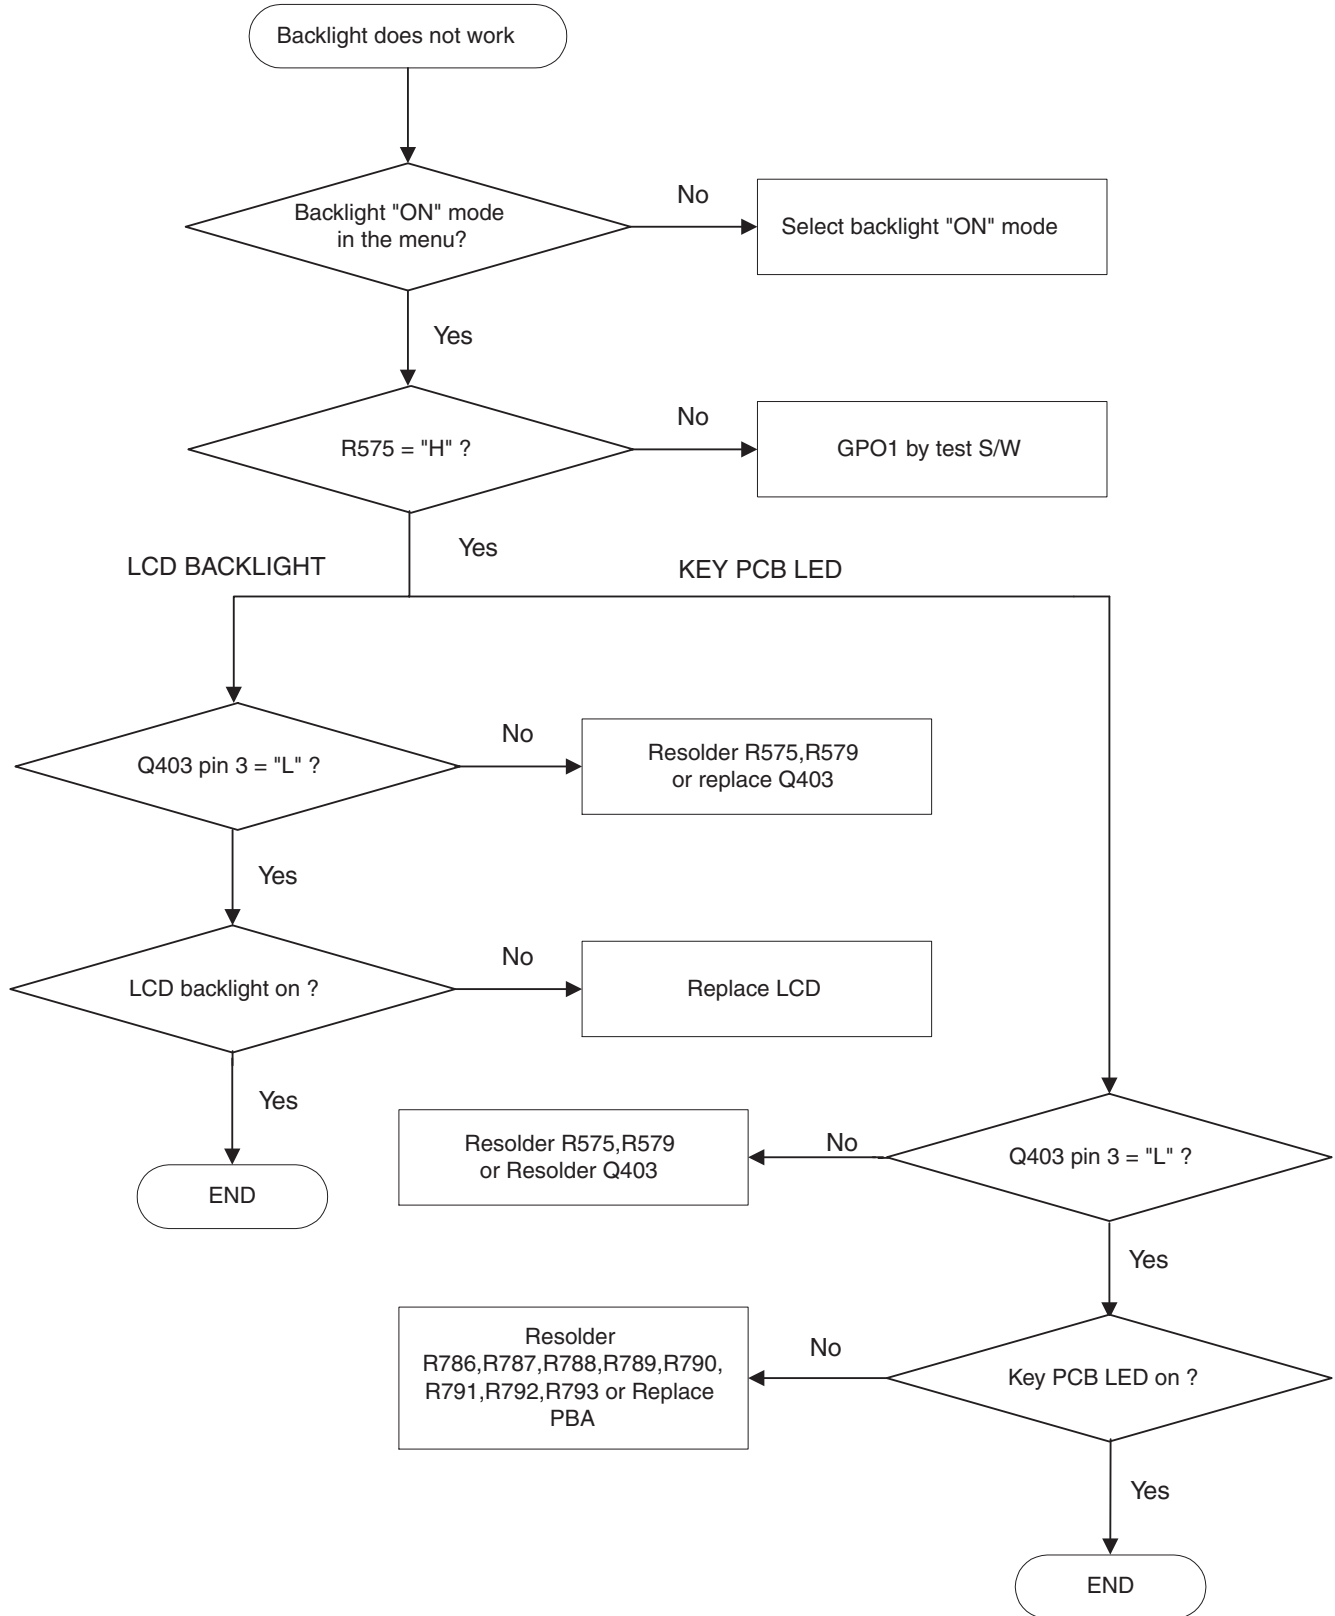 Backlight does not work
Backlight "ON" mode
in the menu?
No
Select backlight "ON" mode
Yes
R575 = "H" ?
No
GPO1 by test S/W
Yes
LCD BACKLIGHT
KEY PCB LED
Q403 pin 3 = "L" ?
No
Resolder R575,R579
or replace Q403
Yes
LCD backlight on ?
No
Replace LCD
Yes
END
Q403 pin 3 = "L" ?
No
Resolder R575,R579
or Resolder Q403
Yes
Key PCB LED on ?
No
Resolder
R786,R787,R788,R789,R790,
R791,R792,R793 or Replace
PBA
Yes
END